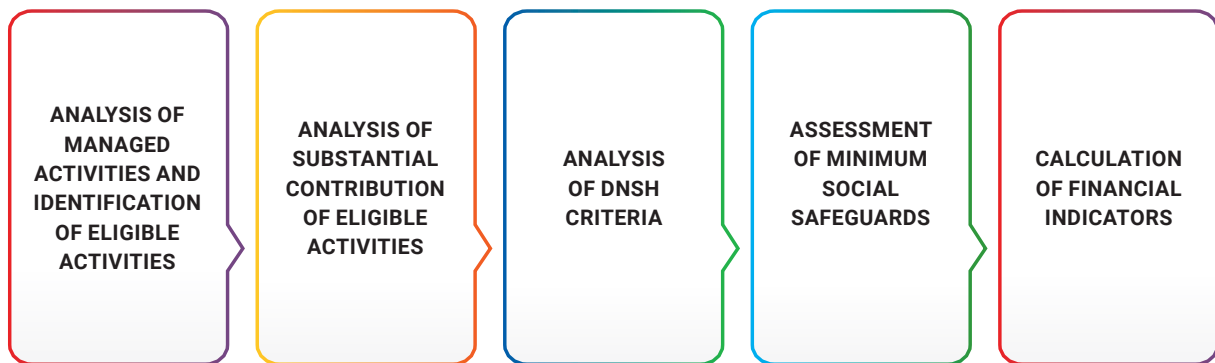 ANALYSIS OF
MANAGED
ACTIVITIES AND
IDENTIFICATION
OF ELIGIBLE
ACTIVITIES
ANALYSIS OF
SUBSTANTIAL
CONTRIBUTION
OF ELIGIBLE
ACTIVITIES
ANALYSIS
OF DNSH
CRITERIA
ASSESSMENT
OF MINIMUM
SOCIAL
SAFEGUARDS
CALCULATION
OF FINANCIAL
INDICATORS